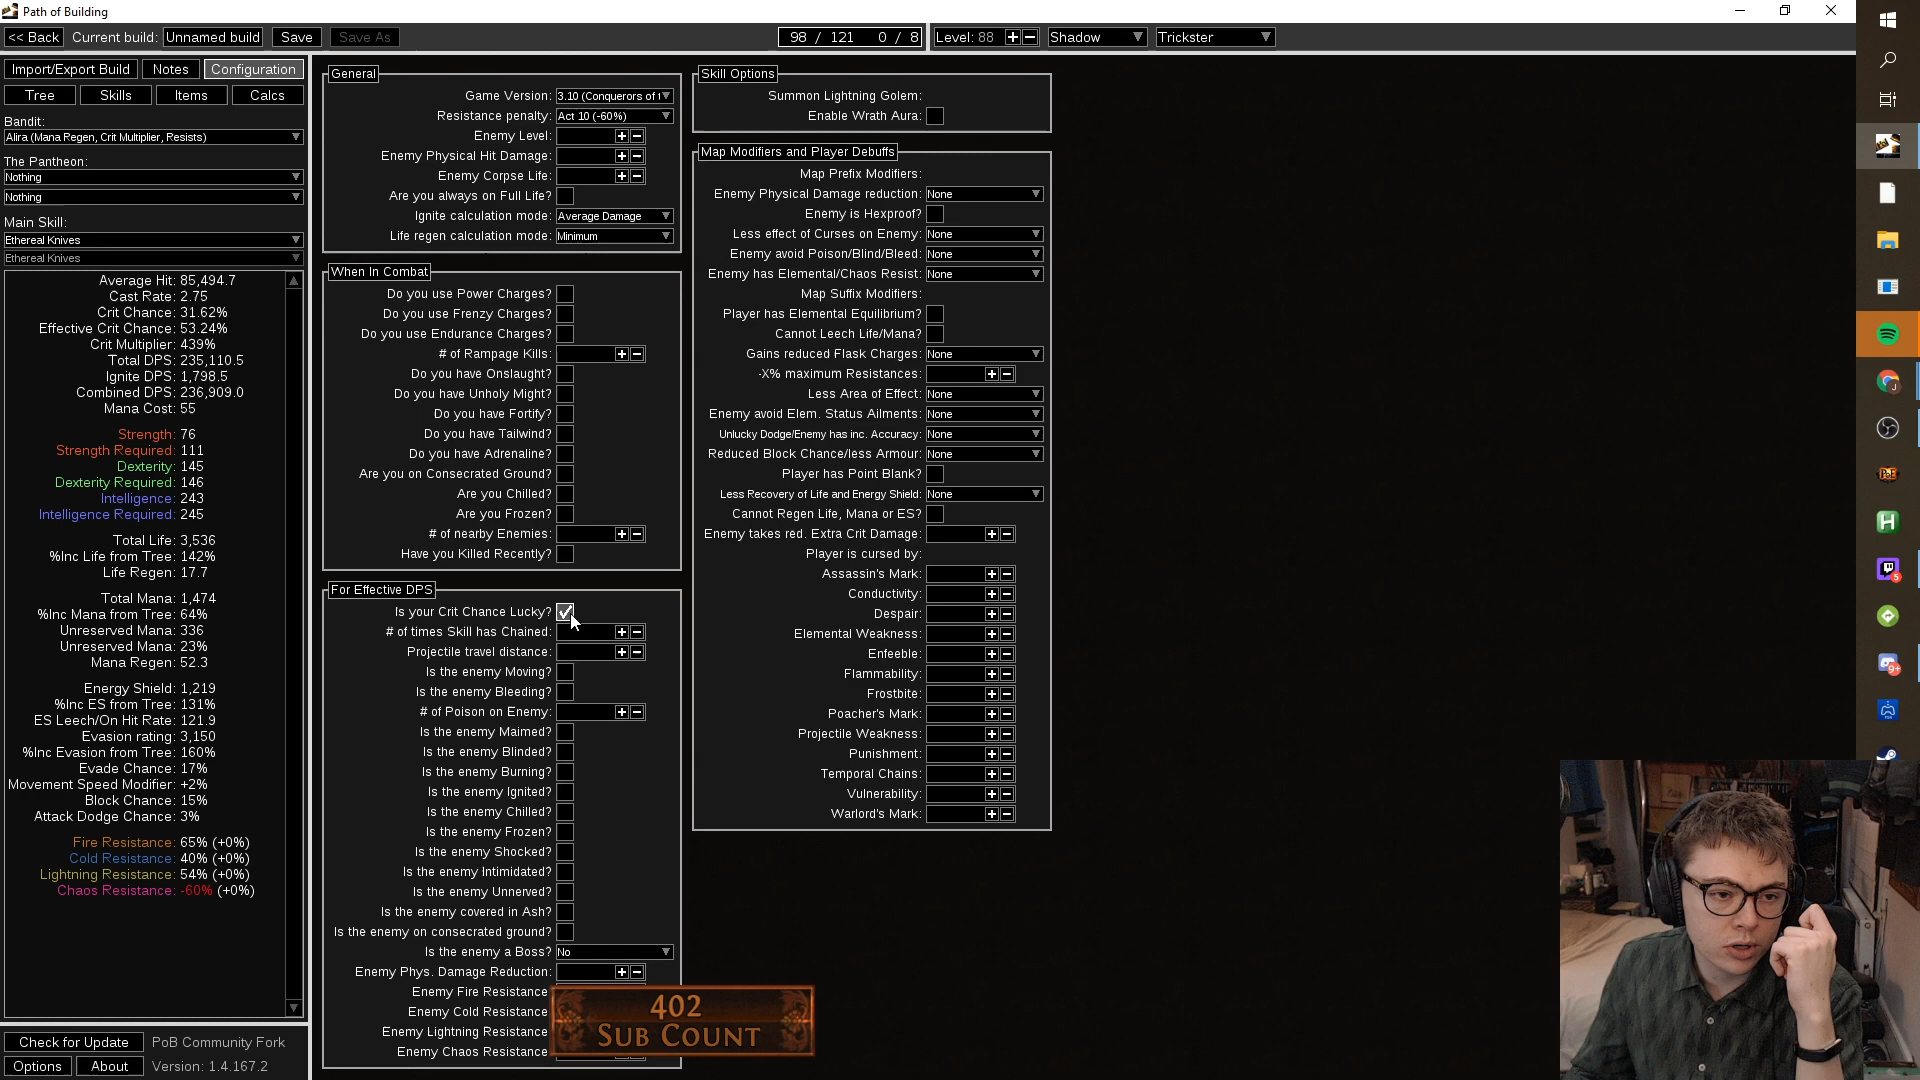 Path of Building
<< Back
Current build: Unnamed build
Save
Save As
98 / 121 0 / 8
Level: 88
Shadow
Trickster
Import/Export Build
Notes
Configuration
Tree
Skills
Items
Calcs
Bandit:
Alira (Mana Regen, Crit Multiplier, Resists)
The Pantheon:
Nothing
Nothing
Main Skill:
Ethereal Knives
Ethereal Knives
Average Hit: 85,494.7
Cast Rate: 2.75
Crit Chance: 31.62%
Effective Crit Chance: 53.24%
Crit Multiplier: 439%
Total DPS: 235,110.5
Ignite DPS: 1,798.5
Combined DPS: 236,909.0
Mana Cost: 55
Strength: 76
Strength Required: 111
Dexterity: 145
Dexterity Required: 146
Intelligence: 243
Intelligence Required: 245
Total Life: 3,536
%Inc Life from Tree: 142%
Life Regen: 17.7
Total Mana: 1,474
%Inc Mana from Tree: 64%
Unreserved Mana: 336
Unreserved Mana: 23%
Mana Regen: 52.3
Energy Shield: 1,219
%Inc ES from Tree: 131%
ES Leech/On Hit Rate: 121.9
Evasion rating: 3,150
%Inc Evasion from Tree: 160%
Evade Chance: 17%
Movement Speed Modifier: +2%
Block Chance: 15%
Attack Dodge Chance: 3%
Fire Resistance: 65% (+0%)
Cold Resistance: 40% (+0%)
Lightning Resistance: 54% (+0%)
Chaos Resistance: -60% (+0%)
Check for Update
PoB Community Fork
Options
About
Version: 1.4.167.2
General
Game Version: 3.10 (Conquerors of
Resistance penalty: Act 10 (-60%)
Enemy Level:
Enemy Physical Hit Damage:
Enemy Corpse Life:
Are you always on Full Life?
Ignite calculation mode: Average Damage
Life regen calculation mode: Minimum
When In Combat
Do you use Power Charges?
Do you use Frenzy Charges?
Do you use Endurance Charges?
# of Rampage Kills:
Do you have Onslaught?
Do you have Unholy Might?
Do you have Fortify?
Do you have Tailwind?
Do you have Adrenaline?
Are you on Consecrated Ground?
Are you Chilled?
Are you Frozen?
# of nearby Enemies:
Have you Killed Recently?
For Effective DPS
Is your Crit Chance Lucky?
# of times Skill has Chained:
Projectile travel distance:
Is the enemy Moving?
Is the enemy Bleeding?
# of Poison on Enemy:
Is the enemy Maimed?
Is the enemy Blinded?
Is the enemy Burning?
Is the enemy Ignited?
Is the enemy Chilled?
Is the enemy Frozen?
Is the enemy Shocked?
Is the enemy Intimidated?
Is the enemy Unnerved?
Is the enemy covered in Ash?
Is the enemy on consecrated ground?
Is the enemy a Boss? No
Enemy Phys. Damage Reduction:
Enemy Fire Resistance
Enemy Cold Resistance
Enemy Lightning Resistance
Enemy Chaos Resistance
402
SUB COUNT
Skill Options
Summon Lightning Golem:
Enable Wrath Aura:
Map Modifiers and Player Debuffs
Map Prefix Modifiers:
Enemy Physical Damage reduction: None
Enemy is Hexproof?
Less effect of Curses on Enemy: None
Enemy avoid Poison/Blind/Bleed: None
Enemy has Elemental/Chaos Resist: None
Map Suffix Modifiers:
Player has Elemental Equilibrium?
Cannot Leech Life/Mana?
Gains reduced Flask Charges: None
-X% maximum Resistances:
Less Area of Effect: None
Enemy avoid Elem. Status Ailments: None
Unlucky Dodge/Enemy has inc. Accuracy: None
Reduced Block Chance/less Armour: None
Player has Point Blank?
Less Recovery of Life and Energy Shield: None
Cannot Regen Life, Mana or ES?
Enemy takes red. Extra Crit Damage:
Player is cursed by:
Assassin's Mark:
Conductivity:
Despair:
Elemental Weakness:
Enfeeble:
Flammability:
Frostbite:
Poacher's Mark:
Projectile Weakness:
Punishment:
Temporal Chains:
Vulnerability:
Warlord's Mark:
J
PoE
H
5
9+